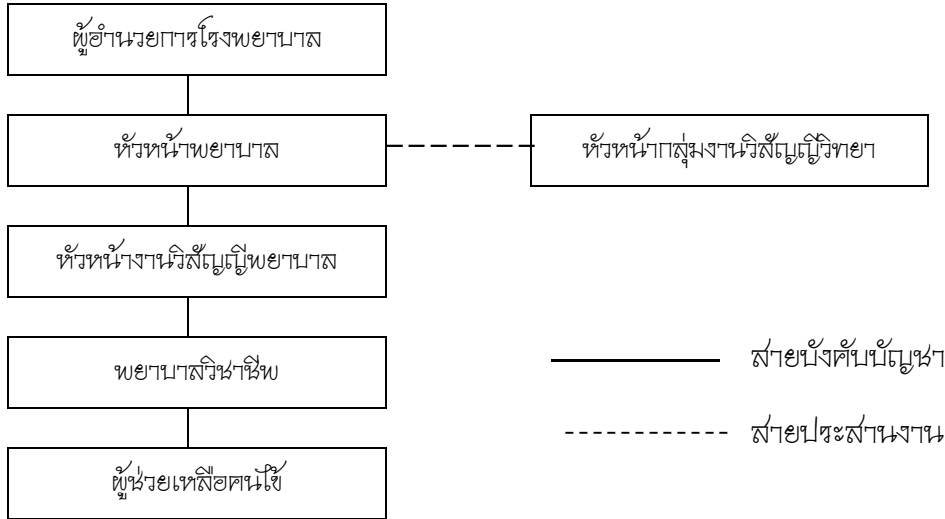 ผู้อำนวยการโรงพยาบาล
หัวหน้าพยาบาล
หัวหน้ากลุ่มงานวิสัญญีวิทยา
หัวหน้างานวิสัญญีพยาบาล
พยาบาลวิชาชีพ
สายบังคับบัญชา
สายประสานงาน
ผู้ช่วยเหลือคนไข้